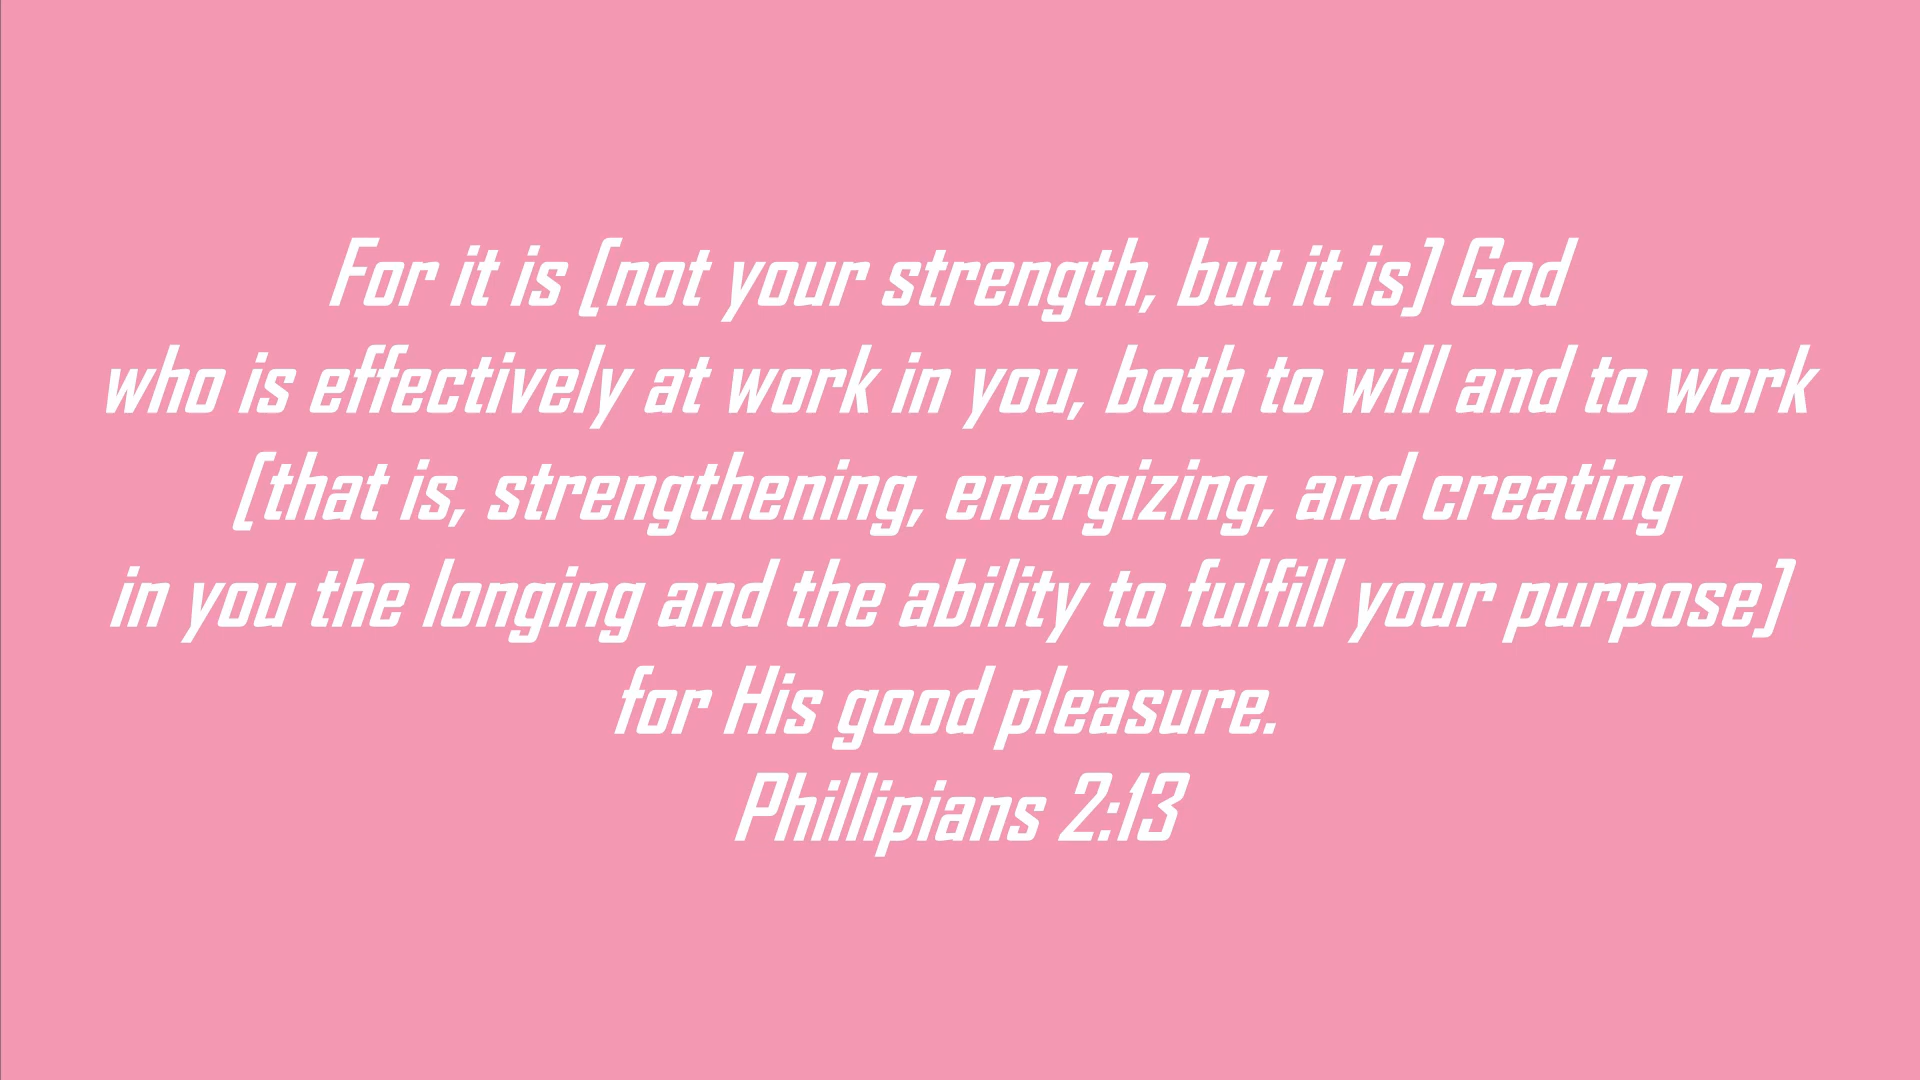 For it is [not your strength, but it is] God
who is effectively at work in you, both to will and to work
[that is, strengthening, energizing, and creating
in you the longing and the ability to fulfill your purpose]
for His good pleasure.
Phillipians 2:13